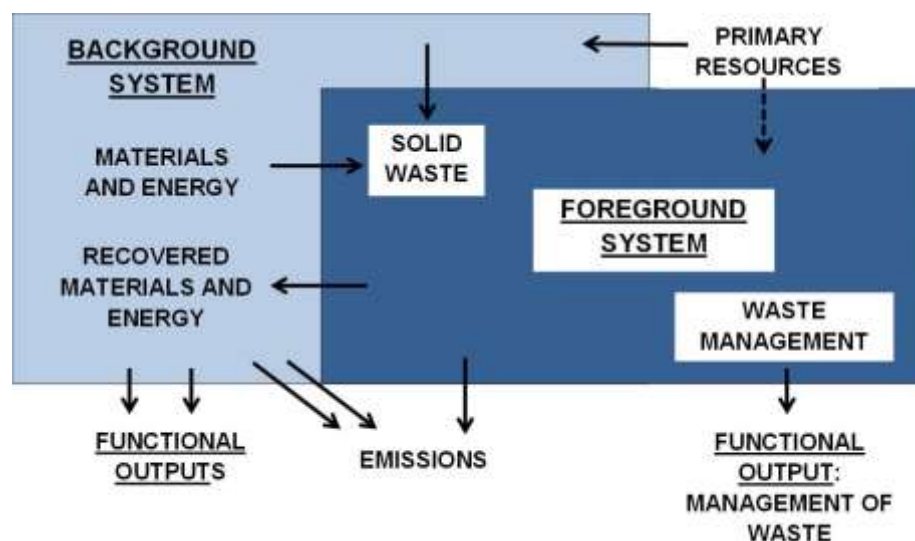 BACKGROUND
SYSTEM
PRIMARY
RESOURCES
MATERIALS
AND ENERGY
SOLID
WASTE
FOREGROUND
SYSTEM
RECOVERED
MATERIALS AND
ENERGY
WASTE
MANAGEMENT
FUNCTIONAL
OUTPUTS
EMISSIONS
FUNCTIONAL
OUTPUT:
MANAGEMENT OF
WASTE